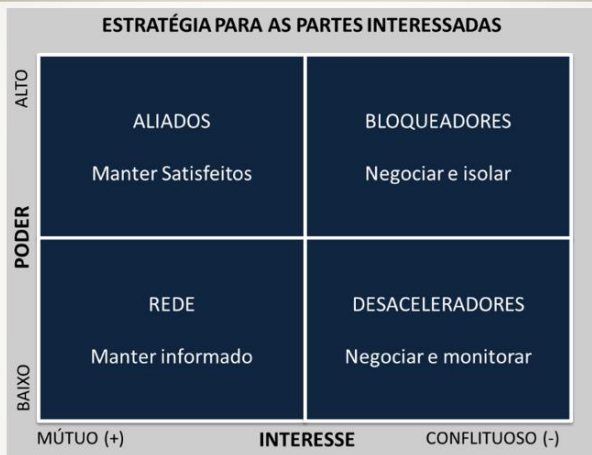 ESTRATÉGIA PARA AS PARTES INTERESSADAS
ALTO
PODER
BAIXO
ALIADOS
Manter Satisfeitos
BLOQUEADORES
Negociar e isolar
REDE
Manter informado
DESACELERADORES
Negociar e monitorar
MÚTUO (+)
INTERESSE
CONFLITUOSO (-)